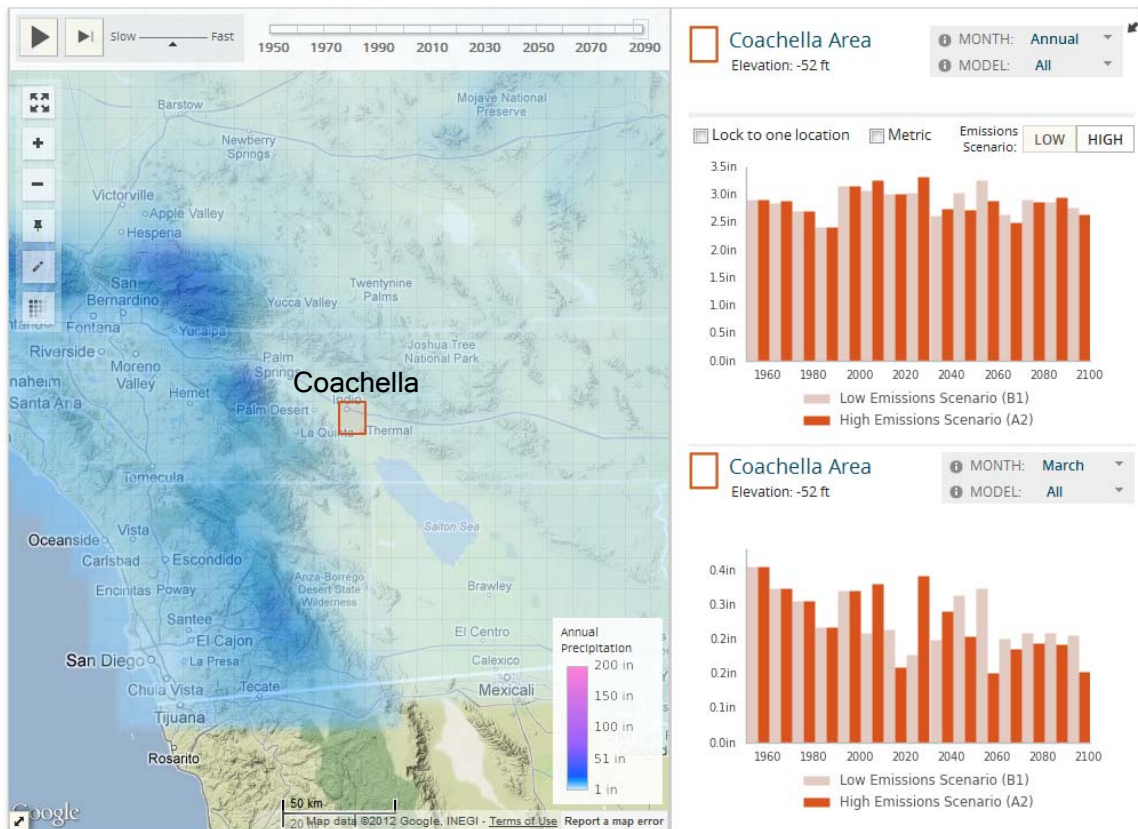 Slow Fast
1950 1970 1990 2010 2030 2050 2070 2090
Barstow
Mojave National
Preserve
Newberry
Springs
Victorville
Apple Valley
Hesperia
San
Bernardino
Fontana
Yucaipa
Twentynine
Palms
Yucca Valley
Riverside
Moreno
Valley
Joshua Tree
National Park
Palm
Springs
Coachella
naheim
Santa Ana
Hemet
Palm Desert
Indio
La Quinta
Thermal
Temecula
Salton Sea
Oceanside
Vista
Carlsbad
Escondido
Encinitas
Poway
Anza-Borrego
Desert State
Wilderness
Brawley
Santee
El Cajon
El Centro
San Diego
La Presa
Calexico
Chula Vista
Tecate
Mexicali
Tijuana
Rosarito
Annual
Precipitation
200 in
150 in
100 in
51 in
1 in
50 km
Google
Map data ©2012 Google, INEGI - Terms of Use Report a map error
Coachella Area
Elevation: -52 ft
MONTH: Annual
MODEL: All
Lock to one location
Metric
Emissions
Scenario:
LOW HIGH
3.5in
3.0in
2.5in
2.0in
1.5in
1.0in
0.5in
0.0in
1960 1980 2000 2020 2040 2060 2080 2100
Low Emissions Scenario (B1)
High Emissions Scenario (A2)
Coachella Area
Elevation: -52 ft
MONTH: March
MODEL: All
0.4in
0.3in
0.2in
0.2in
0.1in
0.0in
1960 1980 2000 2020 2040 2060 2080 2100
Low Emissions Scenario (B1)
High Emissions Scenario (A2)